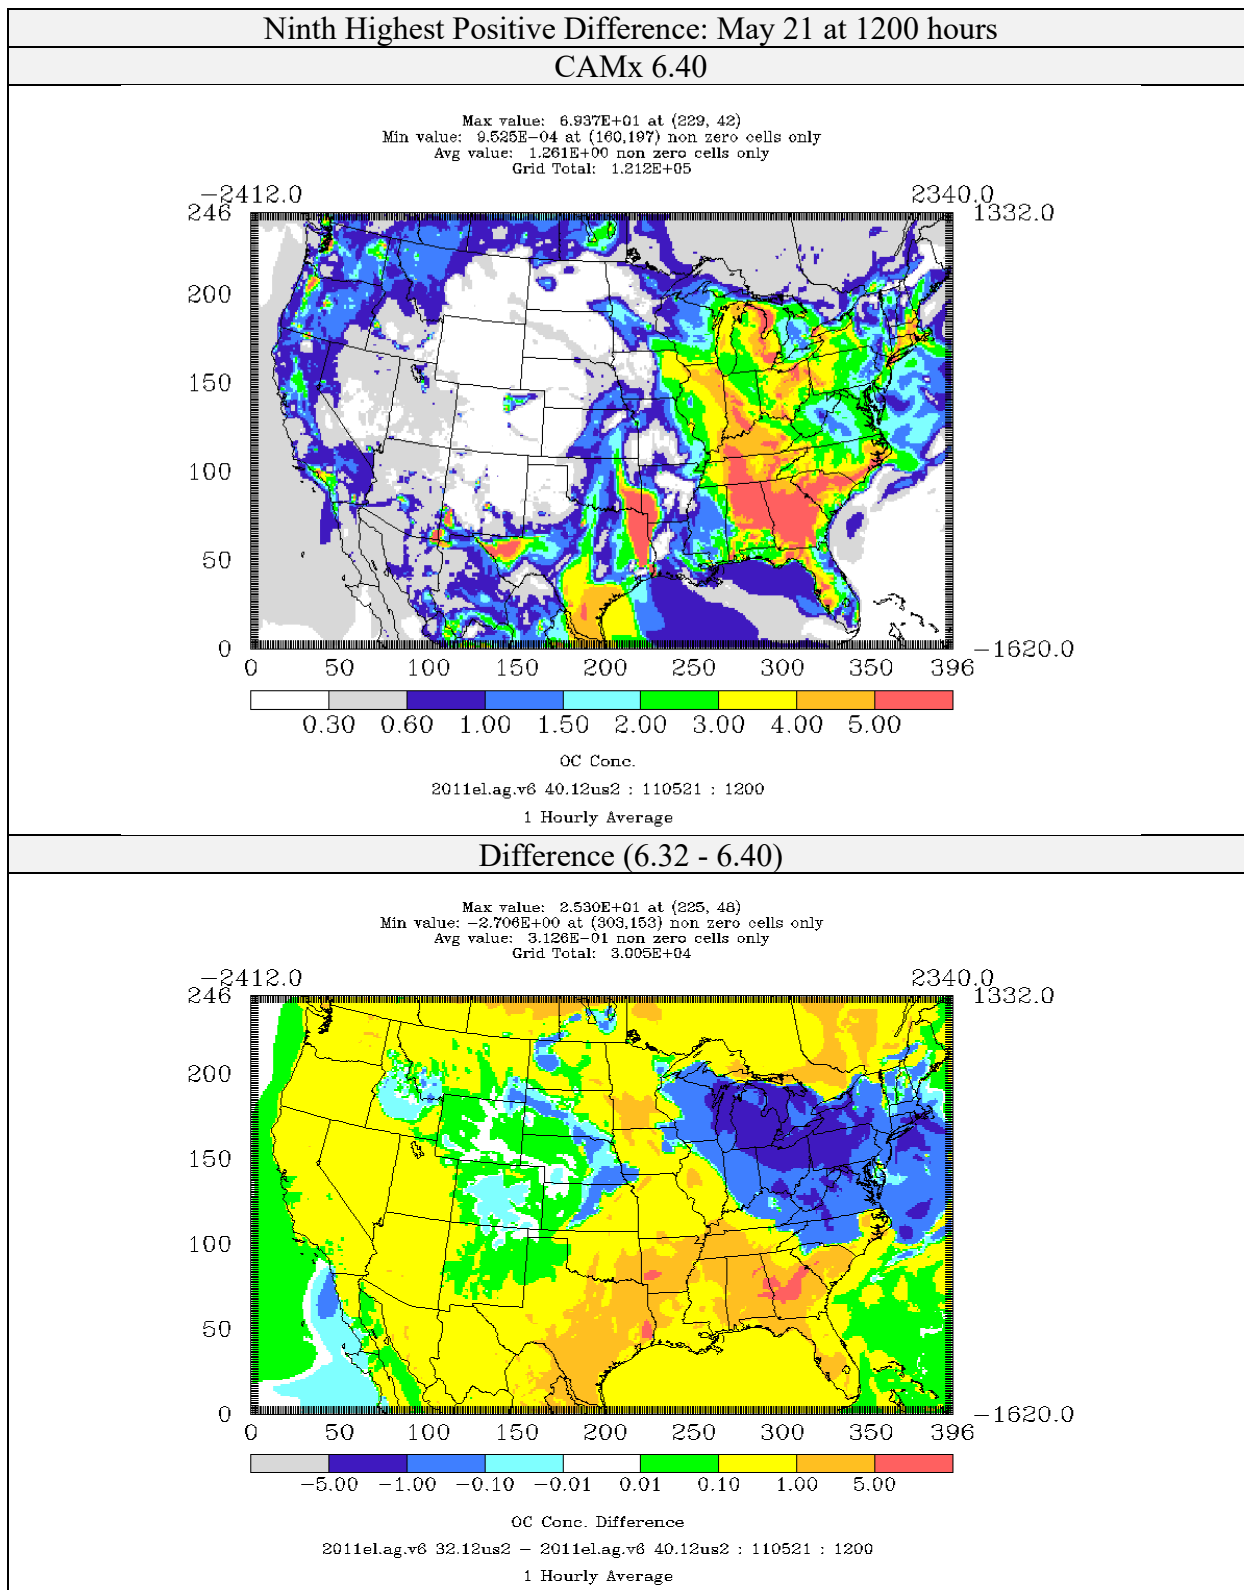 Ninth Highest Positive Difference: May 21 at 1200 hours
CAMx 6.40
Max value: 6.937E+01 at (229, 42)
Min value: 9.525E-04 at (160,197) non zero cells only
Avg value: 1.261E+00 non zero cells only
Grid Total: 1.212E+05
-2412.0 2340.0
246 1332.0
200
150
100
50
0 -1620.0
0 50 100 150 200 250 300 350 396
0.30 0.60 1.00 1.50 2.00 3.00 4.00 5.00
OC Conc.
2011el.ag.v6 40.12us2 : 110521 : 1200
1 Hourly Average
Difference (6.32 - 6.40)
Max value: 2.530E+01 at (225, 48)
Min value: -2.706E+00 at (303,153) non zero cells only
Avg value: 3.126E-01 non zero cells only
Grid Total: 3.005E+04
-2412.0 2340.0
246 1332.0
200
150
100
50
0 -1620.0
0 50 100 150 200 250 300 350 396
-5.00 -1.00 -0.10 -0.01 0.01 0.10 1.00 5.00
OC Conc. Difference
2011el.ag.v6 32.12us2 - 2011el.ag.v6 40.12us2 : 110521 : 1200
1 Hourly Average